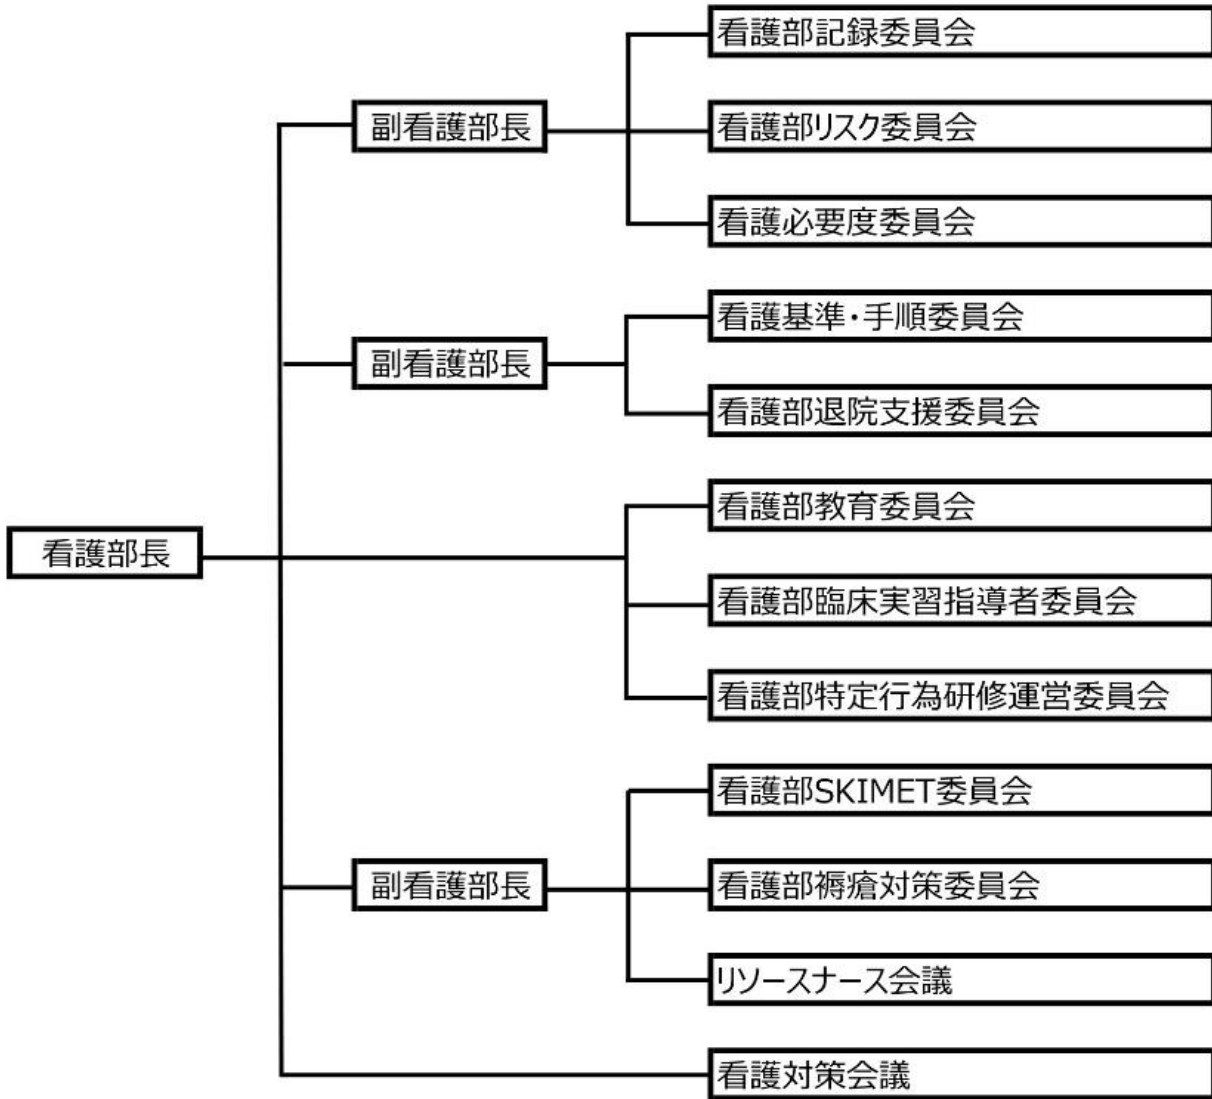 看護部記録委員会
副看護部長
看護部リスク委員会
看護必要度委員会
看護基準・手順委員会
副看護部長
看護部退院支援委員会
看護部教育委員会
看護部長
看護部臨床実習指導者委員会
看護部特定行為研修運営委員会
看護部SKIMET委員会
副看護部長
看護部褥瘡対策委員会
リソースナース会議
看護対策会議